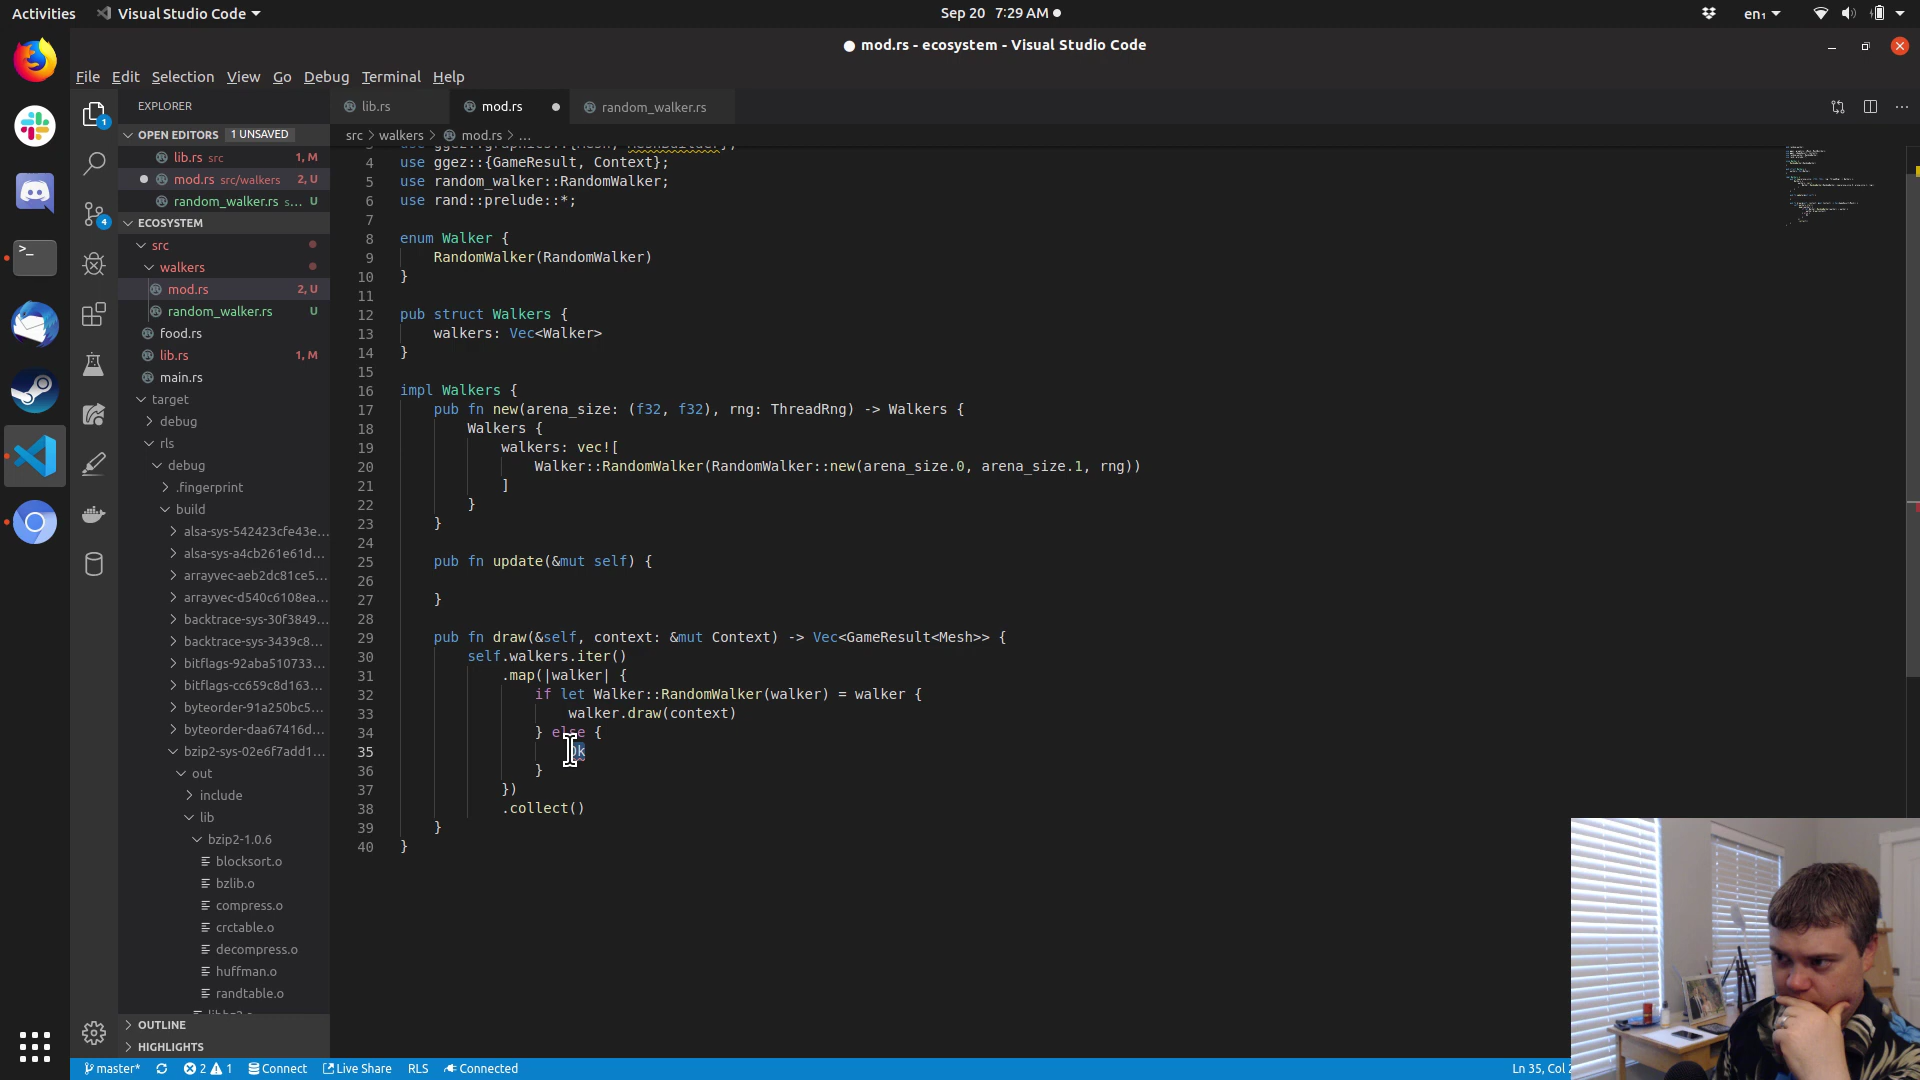 Activities
Visual Studio Code
Sep 20 7:29 AM
en₁
mod.rs - ecosystem - Visual Studio Code
File Edit Selection View Go Debug Terminal Help
EXPLORER
OPEN EDITORS 1 UNSAVED
lib.rs src 1, M
mod.rs src/walkers 2, U
random_walker.rs s... U
ECOSYSTEM
src
walkers
mod.rs 2, U
random_walker.rs U
food.rs
lib.rs 1, M
main.rs
target
debug
rls
debug
.fingerprint
build
alsa-sys-542423cfe43e...
alsa-sys-a4cb261e61d...
arrayvec-aeb2dc81ce5...
arrayvec-d540c6108ea...
backtrace-sys-30f3849...
backtrace-sys-3439c8...
bitflags-92aba510733...
bitflags-cc659c8d163...
byteorder-91a250bc5...
byteorder-daa67416d...
bzip2-sys-02e6f7add1...
out
include
lib
bzip2-1.0.6
blocksort.o
bzlib.o
compress.o
crctable.o
decompress.o
huffman.o
randtable.o
OUTLINE
HIGHLIGHTS
lib.rs
mod.rs
random_walker.rs
src > walkers > mod.rs > ...
4 use ggez::{GameResult, Context};
5 use random_walker::RandomWalker;
6 use rand::prelude::*;
7
8 enum Walker {
9 RandomWalker(RandomWalker)
10 }
11
12 pub struct Walkers {
13 walkers: Vec<Walker>
14 }
15
16 impl Walkers {
17 pub fn new(arena_size: (f32, f32), rng: ThreadRng) -> Walkers {
18 Walkers {
19 walkers: vec![
20 Walker::RandomWalker(RandomWalker::new(arena_size.0, arena_size.1, rng))
21 ]
22 }
23 }
24
25 pub fn update(&mut self) {
26
27 }
28
29 pub fn draw(&self, context: &mut Context) -> Vec<GameResult<Mesh>> {
30 self.walkers.iter()
31 .map(|walker| {
32 if let Walker::RandomWalker(walker) = walker {
33 walker.draw(context)
34 } else {
35 Ok
36 }
37 })
38 .collect()
39 }
40 }
master* 2 1 Connect Live Share RLS Connected
Ln 35, Col